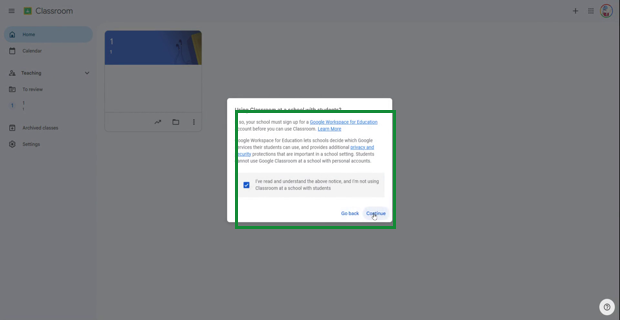 Classroom
Home
Calendar
Teaching
To review
Archived classes
Settings
1
Using Classroom at a school with students?
so, your school must sign up for a Google Workspace for Education
account before you can use Classroom. Learn More
Google Workspace for Education lets schools decide which Google
services their students can use, and provides additional privacy and
security protections that are important in a school setting. Students
cannot use Google Classroom at a school with personal accounts.
I've read and understand the above notice, and I'm not using
Classroom at a school with students
Go back
Continue